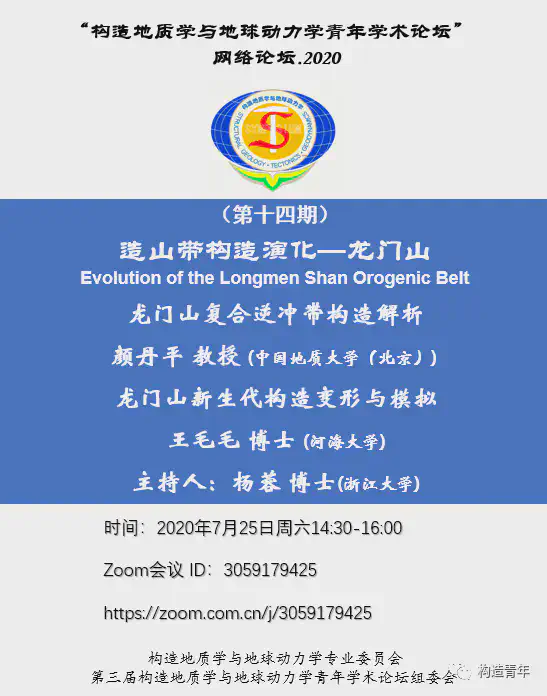 “构造地质学与地球动力学青年学术论坛”
网络论坛.2020
构造地质学与地球动力学
STRUCTURAL GEOLOGY • TECTONICS • GEODYNAMICS
（第十四期）
造山带构造演化—龙门山
Evolution of the Longmen Shan Orogenic Belt
龙门山复合逆冲带构造解析
颜丹平 教授 (中国地质大学（北京）)
龙门山新生代构造变形与模拟
王毛毛 博士 (河海大学)
主持人：杨蓉 博士(浙江大学)
时间：2020年7月25日周六14:30-16:00
Zoom会议 ID：3059179425
https://zoom.com.cn/j/3059179425
构造地质学与地球动力学专业委员会
第三届构造地质学与地球动力学青年学术论坛组委会
构造青年